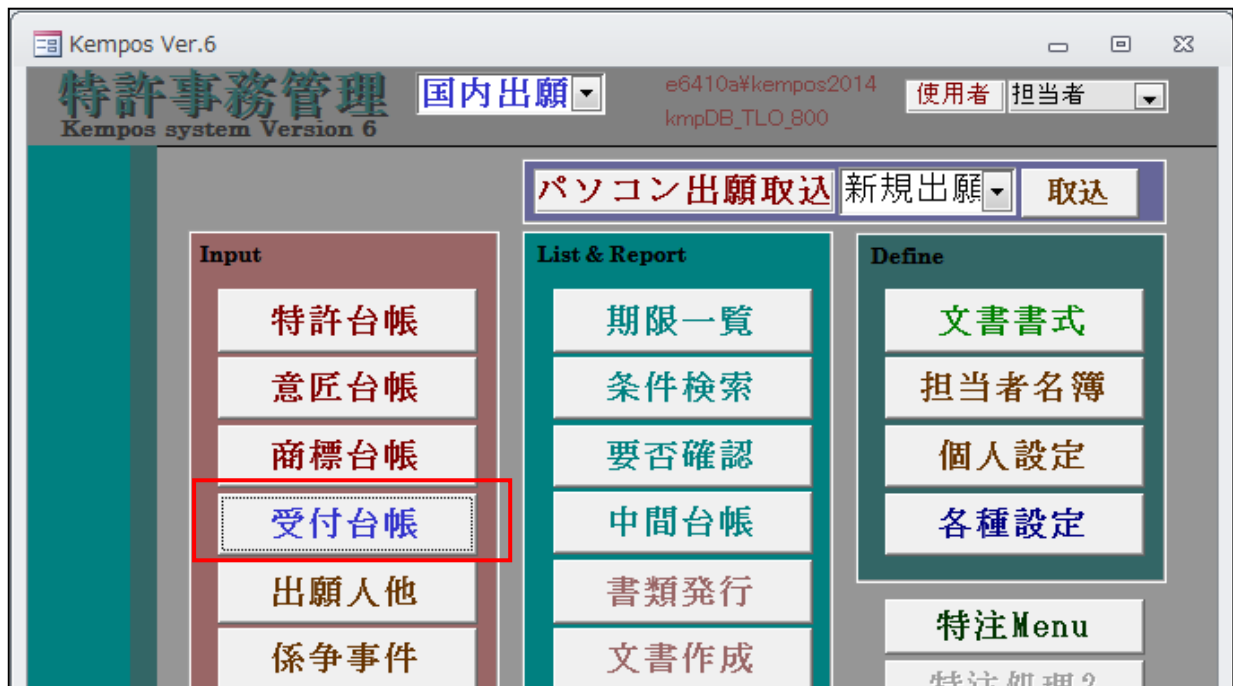 Kempos Ver.6
特許事務管理
Kempos system Version 6
国内出願
e6410a¥kempos2014
kmpDB_TLO_800
使用者 担当者
パソコン出願取込 新規出願 取込
Input
特許台帳
意匠台帳
商標台帳
受付台帳
出願人他
係争事件
List & Report
期限一覧
条件検索
要否確認
中間台帳
書類発行
文書作成
Define
文書書式
担当者名簿
個人設定
各種設定
特注Menu
特注処理2